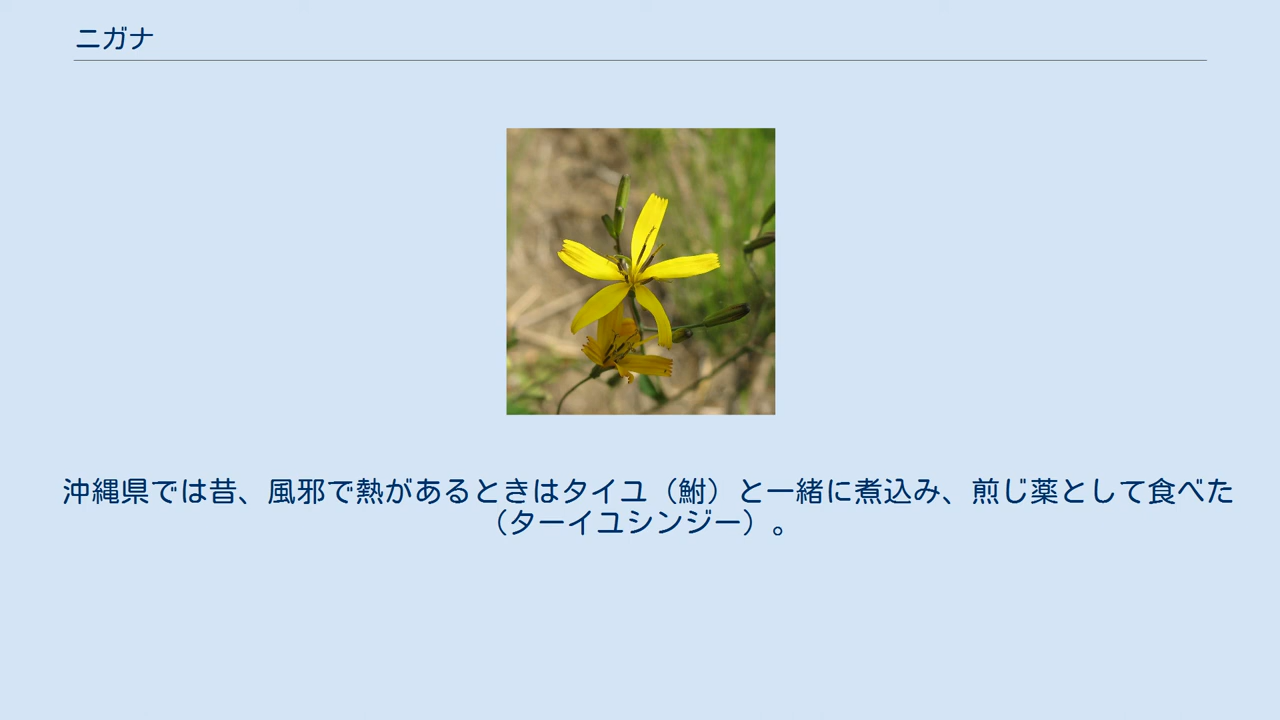 ニガナ
沖縄県では昔、風邪で熱があるときはタイユ（鮒）と一緒に煮込み、煎じ薬として食べた
（ターイユシンジー）。